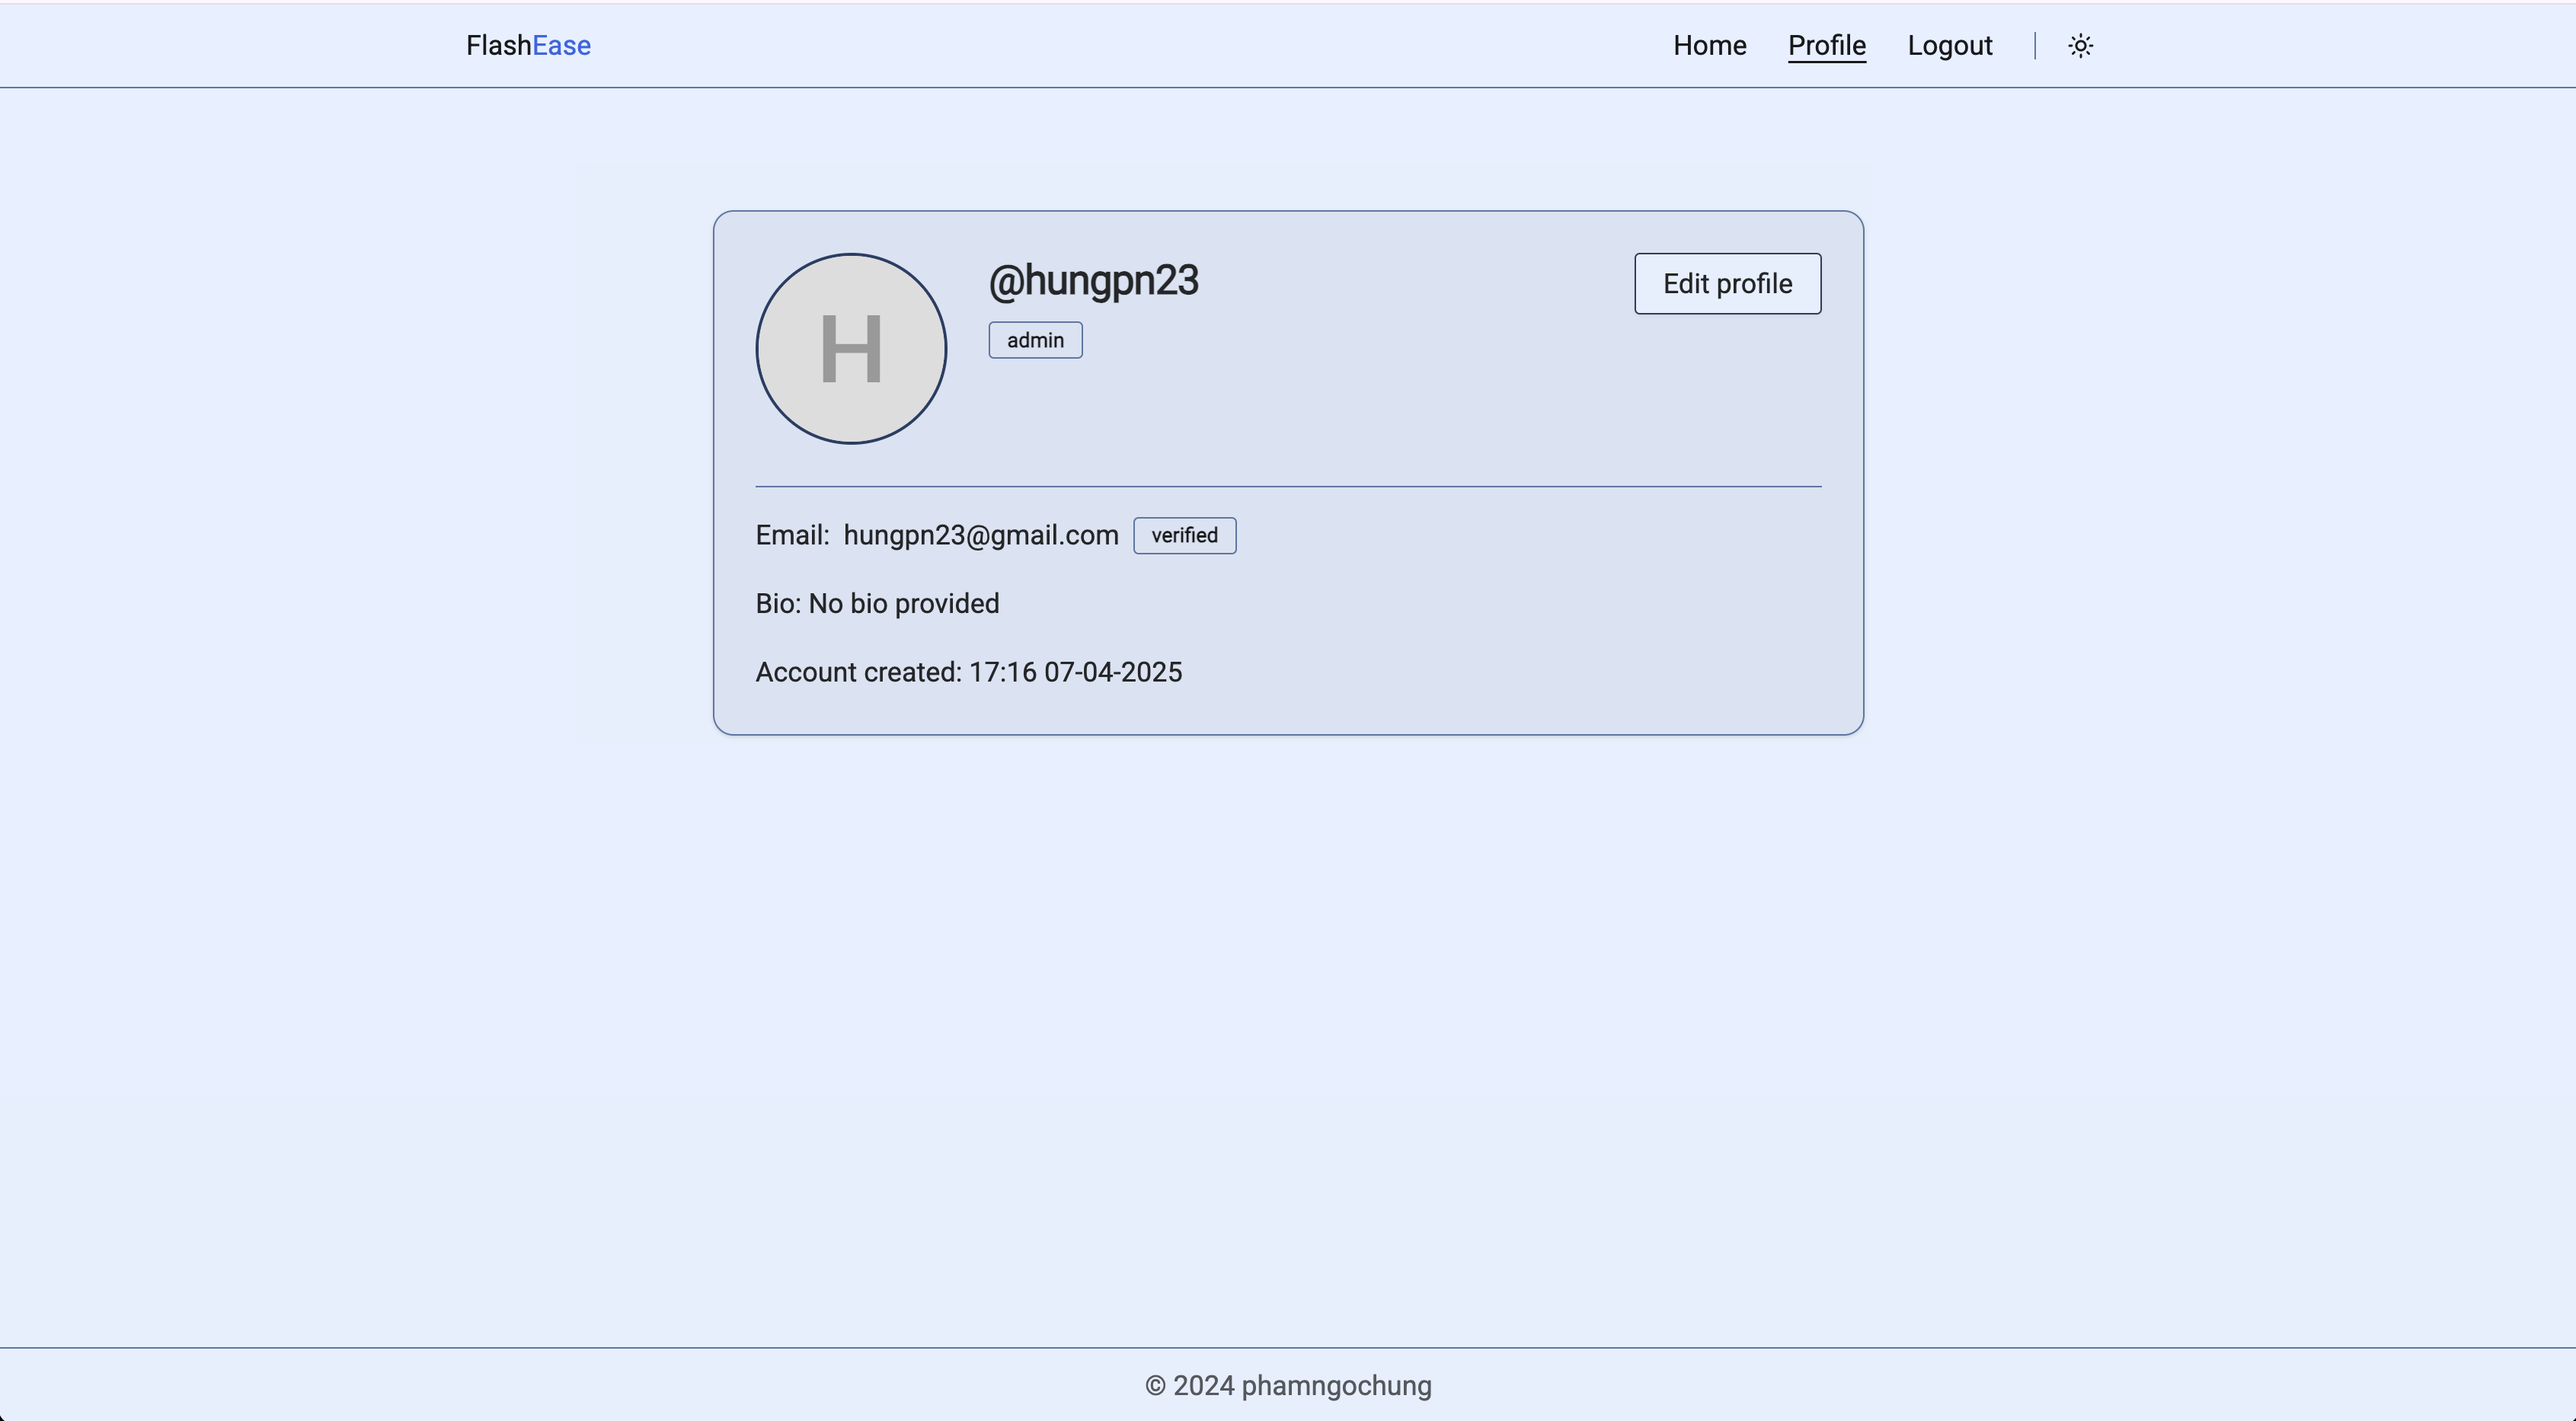 FlashEase
Home Profile Logout
H
@hungpn23
admin
Edit profile
Email: hungpn23@gmail.com verified
Bio: No bio provided
Account created: 17:16 07-04-2025
© 2024 phamngochung